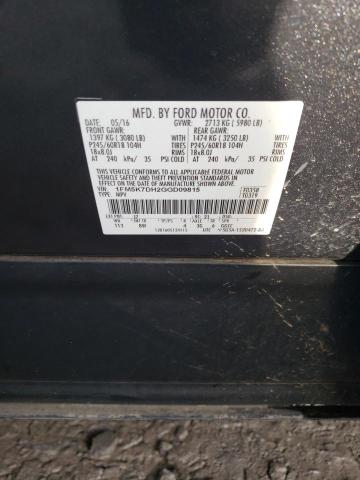 MFD. BY FORD MOTOR CO.
DATE: 05/16 GVWR: 2713 KG ( 5980 LB)
FRONT GAWR: REAR GAWR:
1397 KG ( 3080 LB) 1474 KG ( 3250 LB)
P245/60R18 104H P245/60R18 104H TIRES
18x8.0J RIMS 18x8.0J RIMS
AT 240 kPa/ 35 PSI COLD AT 240 kPa/ 35 PSI COLD
THIS VEHICLE CONFORMS TO ALL APPLICABLE FEDERAL MOTOR
VEHICLE SAFETY AND THEFT PREVENTION STANDARDS IN EFFECT ON
THE DATE OF MANUFACTURE SHOWN ABOVE.
VIN:
TYPE: MPV
113 4 3G 6